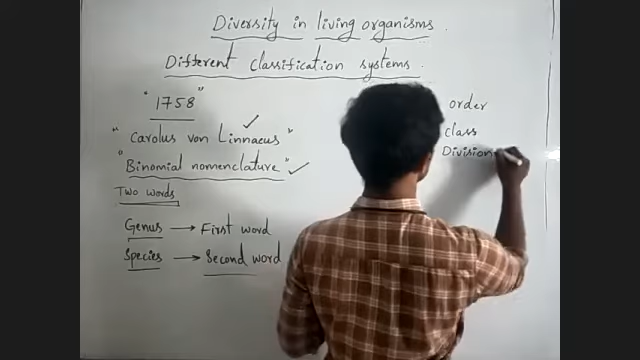 Diversity in living organisms.
Different classification systems.
"1758"
"Carolus von Linnaeus"
"Binomial nomenclature"
Two words
Genus → First word
Species → Second word
order
class
Division